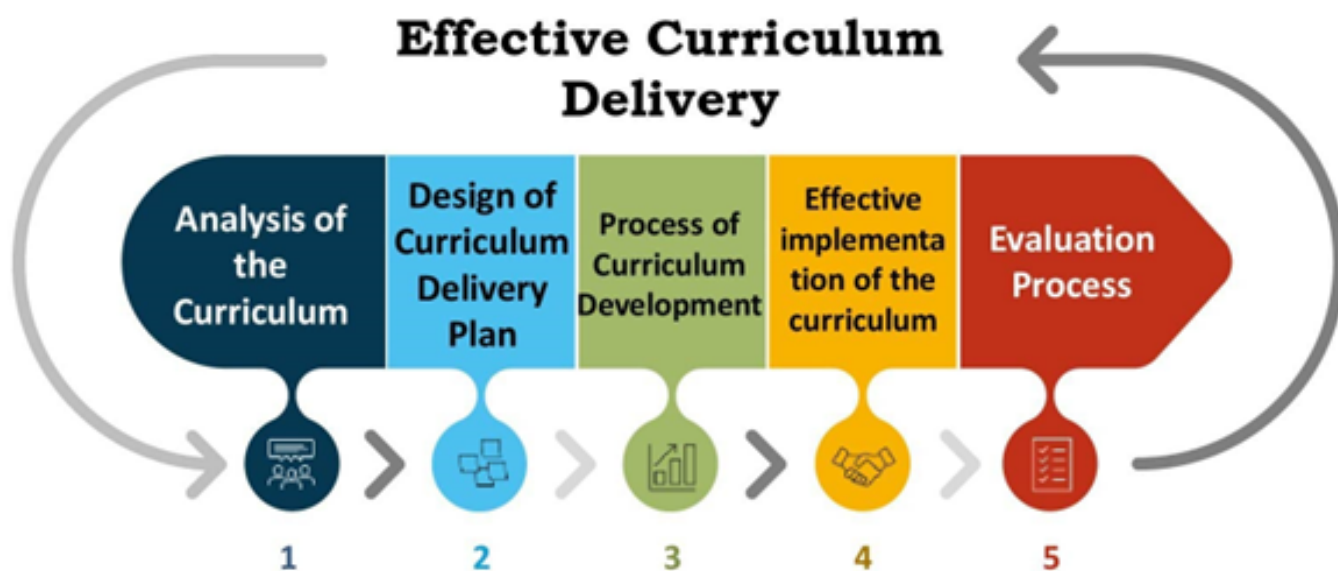 Effective Curriculum
Delivery
Analysis of
the
Curriculum
Design of
Curriculum
Delivery
Plan
Process of
Curriculum
Development
Effective
implementa
tion of the
curriculum
Evaluation
Process
1
2
3
4
5